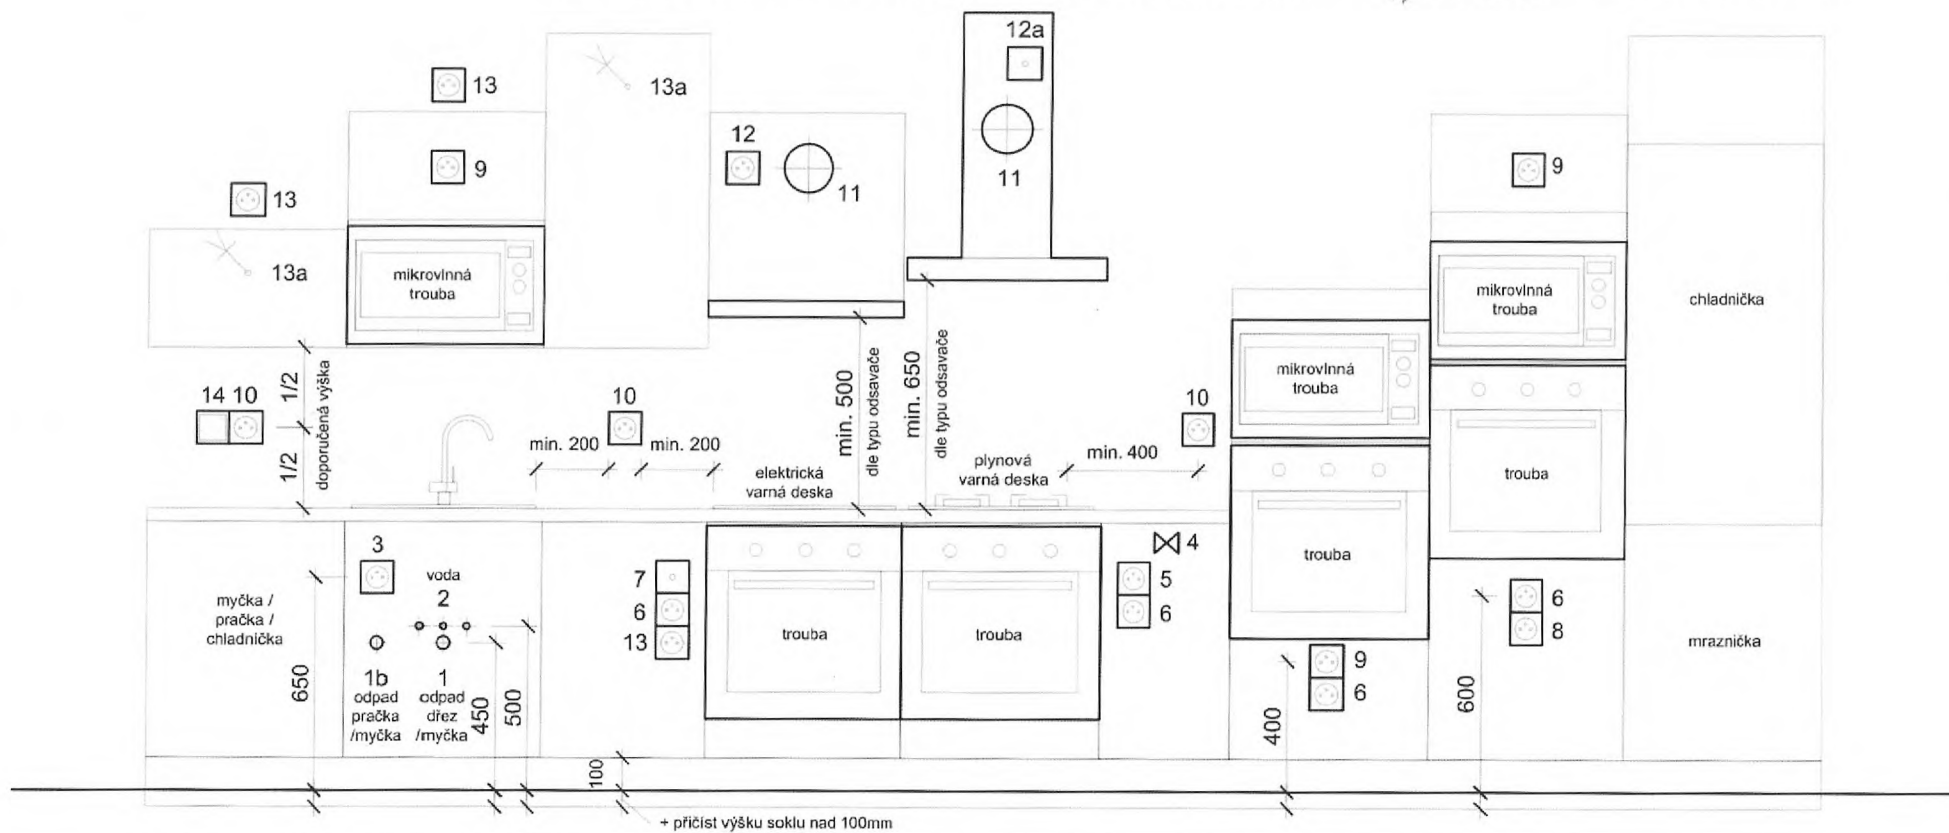 12a
13
13a
12
9
11
11
9
13
13a
mikrovlnná
trouba
mikrovlnná
trouba
chladnička
mikrovlnná
trouba
14 10
1/2
1/2
doporučená výška
10
min. 200
min. 200
min. 500
dle typu odsavače
min. 650
dle typu odsavače
10
min. 400
elektrická
varná deska
plynová
varná deska
trouba
3
voda
2
myčka /
pračka /
chladnička
650
1b
odpad
pračka
/myčka
1
odpad
dřez
/myčka
450
500
7
6
13
trouba
trouba
4
5
6
trouba
9
6
400
6
8
600
mraznička
100
+ přičíst výšku soklu nad 100mm